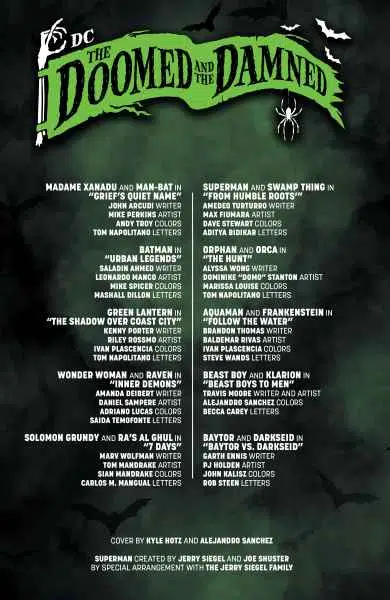 DC
THE
DOOMED AND THE DAMNED
MADAME XANADU AND MAN-BAT IN
"GRIEF'S QUIET NAME"
JOHN ARCUDI WRITER
MIKE PERKINS ARTIST
ANDY TROY COLORS
TOM NAPOLITANO LETTERS
BATMAN IN
"URBAN LEGENDS"
SALADIN AHMED WRITER
LEONARDO MANCO ARTIST
MIKE SPICER COLORS
MASHALL DILLON LETTERS
GREEN LANTERN IN
"THE SHADOW OVER COAST CITY"
KENNY PORTER WRITER
RILEY ROSSMO ARTIST
IVAN PLASCENCIA COLORS
TOM NAPOLITANO LETTERS
WONDER WOMAN AND RAVEN IN
"INNER DEMONS"
AMANDA DEIBERT WRITER
DANIEL SAMPERE ARTIST
ADRIANO LUCAS COLORS
SAIDA TEMOFONTE LETTERS
SOLOMON GRUNDY AND RA'S AL GHUL IN
"7 DAYS"
MARV WOLFMAN WRITER
TOM MANDRAKE ARTIST
SIAN MANDRAKE COLORS
CARLOS M. MANGUAL LETTERS
SUPERMAN AND SWAMP THING IN
"FROM HUMBLE ROOTS'"
AMEDEO TURTURRO WRITER
MAX FIUMARA ARTIST
DAVE STEWART COLORS
ADITYA BIDIKAR LETTERS
ORPHAN AND ORCA IN
"THE HUNT"
ALYSSA WONG WRITER
DOMINIKE "DOMO" STANTON ARTIST
MARISSA LOUISE COLORS
TOM NAPOLITANO LETTERS
AQUAMAN AND FRANKENSTEIN IN
"FOLLOW THE WATER"
BRANDON THOMAS WRITER
BALDEMAR RIVAS ARTIST
IVAN PLASCENCIA COLORS
STEVE WANDS LETTERS
BEAST BOY AND KLARION IN
"BEAST BOYS TO MEN"
TRAVIS MOORE WRITER AND ARTIST
ALEJANDRO SANCHEZ COLORS
BECCA CAREY LETTERS
BAYTOR AND DARKSEID IN
"BAYTOR VS. DARKSEID"
GARTH ENNIS WRITER
PJ HOLDEN ARTIST
JOHN KALISZ COLORS
ROB STEEN LETTERS
COVER BY KYLE HOTZ AND ALEJANDRO SANCHEZ
SUPERMAN CREATED BY JERRY SIEGEL AND JOE SHUSTER
BY SPECIAL ARRANGEMENT WITH THE JERRY SIEGEL FAMILY